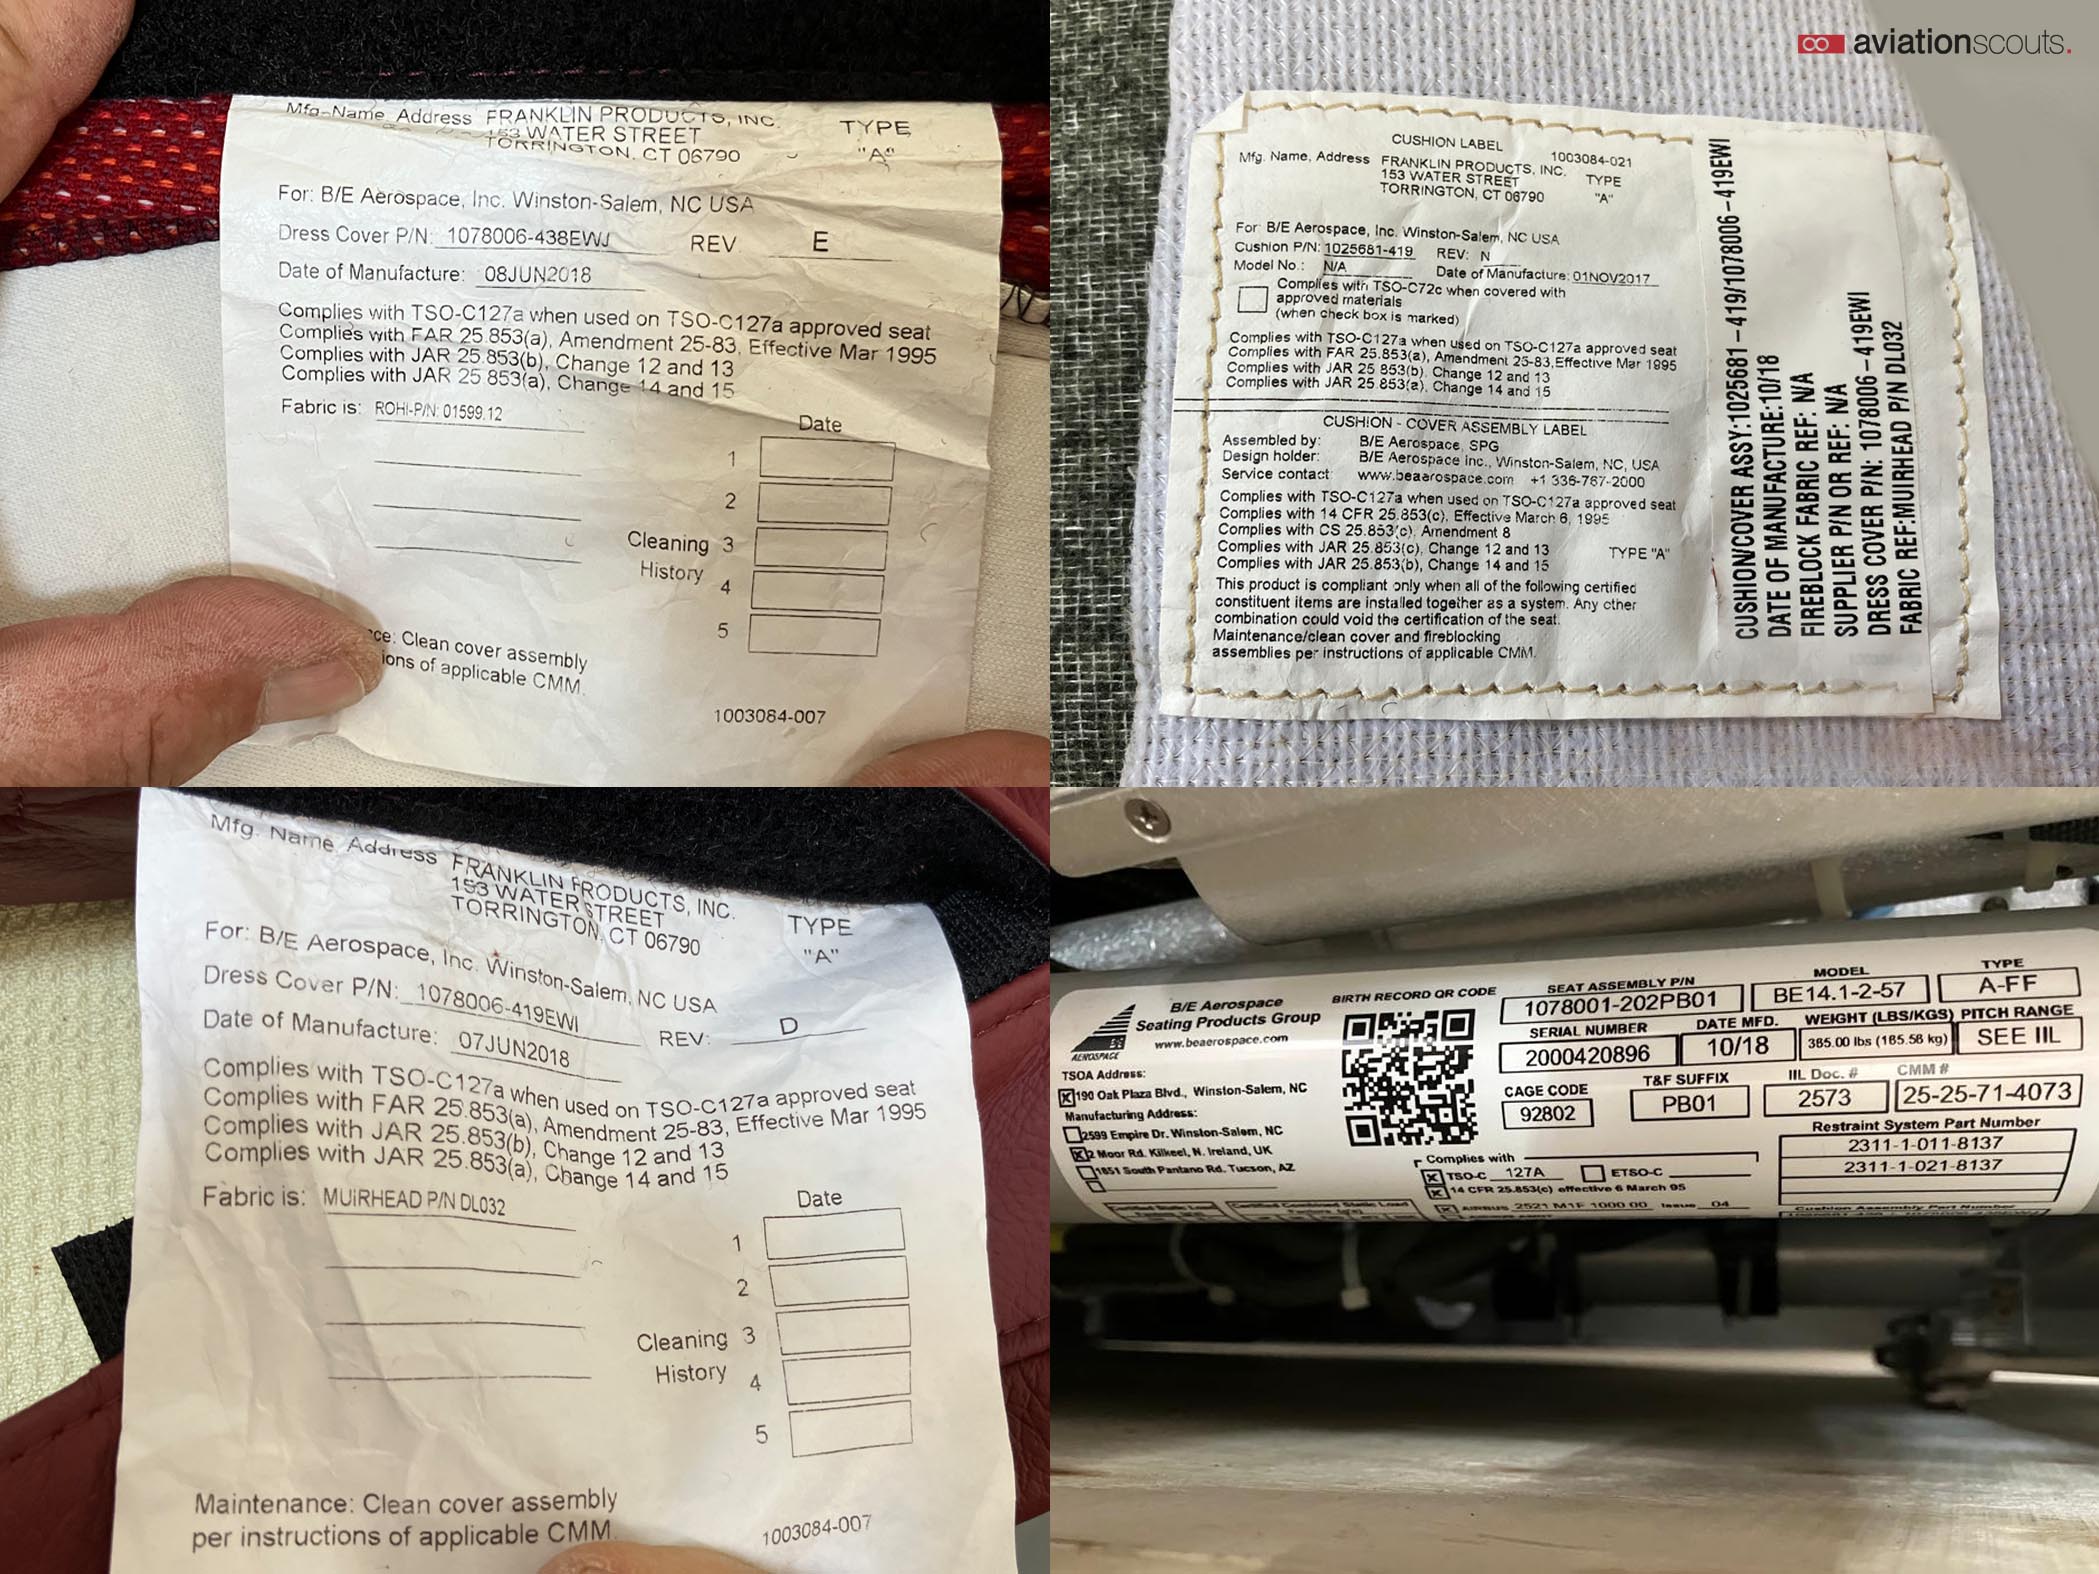 Mfg. Name Address FRANKLIN PRODUCTS, INC.
153 WATER STREET
TORRINGTON, CT 06790
TYPE
"A"
For: B/E Aerospace, Inc. Winston-Salem, NC USA
Dress Cover P/N: 1078006-438EWJ REV. E
Date of Manufacture: 08JUN2018
Complies with TSO-C127a when used on TSO-C127a approved seat
Complies with FAR 25.853(a), Amendment 25-83, Effective Mar 1995
Complies with JAR 25.853(b), Change 12 and 13
Complies with JAR 25.853(a), Change 14 and 15
Fabric is: ROHI-P/N: 01599.12
Date
1
2
Cleaning 3
History
4
5
Clean cover assembly
of applicable CMM.
1003084-007
aviationscouts.
CUSHION LABEL
1003084-021
Mfg. Name, Address FRANKLIN PRODUCTS, INC.
153 WATER STREET
TORRINGTON, CT 06790
TYPE
"A"
For: B/E Aerospace, Inc. Winston-Salem, NC USA
Cushion P/N: 1025681-419 REV: N
Model No.: N/A Date of Manufacture: 01NOV2017
Complies with TSO-C72c when covered with
approved materials
(when check box is marked)
Complies with TSO-C127a when used on TSO-C127a approved seat
Complies with FAR 25.853(a), Amendment 25-83,Effective Mar 1995
Complies with JAR 25.853(b), Change 12 and 13
Complies with JAR 25.853(a), Change 14 and 15
CUSHION - COVER ASSEMBLY LABEL
Assembled by: B/E Aerospace, SPG
Design holder: B/E Aerospace Inc., Winston-Salem, NC, USA
Service contact: www.beaerospace.com +1 336-767-2000
Complies with TSO-C127a when used on TSO-C127a approved seat
Complies with 14 CFR 25.853(c), Effective March 6, 1995
Complies with CS 25.853(c), Amendment 8
Complies with JAR 25.853(c), Change 12 and 13 TYPE "A"
Complies with JAR 25.853(b), Change 14 and 15
This product is compliant only when all of the following certified
constituent items are installed together as a system. Any other
combination could void the certification of the seat.
Maintenance/clean cover and fireblocking
assemblies per instructions of applicable CMM.
CUSHION/COVER ASSY:1025681-419/1078006-419EWI
DATE OF MANUFACTURE:10/18
FIREBLOCK FABRIC REF: N/A
SUPPLIER P/N OR REF: N/A
DRESS COVER P/N: 1078006-419EWI
FABRIC REF:MUIRHEAD P/N DL032
Mfg. Name Address FRANKLIN PRODUCTS, INC.
153 WATER STREET
TORRINGTON, CT 06790
TYPE
"A"
For: B/E Aerospace, Inc. Winston-Salem, NC USA
Dress Cover P/N: 1078006-419EWI REV: D
Date of Manufacture: 07JUN2018
Complies with TSO-C127a when used on TSO-C127a approved seat
Complies with FAR 25.853(a), Amendment 25-83, Effective Mar 1995
Complies with JAR 25.853(b), Change 12 and 13
Complies with JAR 25.853(a), Change 14 and 15
Fabric is: MUIRHEAD P/N DL032
Date
1
2
Cleaning 3
History
4
5
Maintenance: Clean cover assembly
per instructions of applicable CMM.
1003084-007
AEROSPACE
B/E Aerospace
Seating Products Group
www.beaerospace.com
TSOA Address:
190 Oak Plaza Blvd., Winston-Salem, NC
Manufacturing Address:
2599 Empire Dr. Winston-Salem, NC
2 Moor Rd. Kilkeel, N. Ireland, UK
1851 South Pantano Rd. Tucson, AZ
BIRTH RECORD QR CODE
SEAT ASSEMBLY P/N MODEL TYPE
1078001-202PB01 BE14.1-2-57 A-FF
SERIAL NUMBER DATE MFD. WEIGHT (LBS/KGS) PITCH RANGE
2000420896 10/18 365.00 lbs (165.56 kg) SEE IIL
CAGE CODE T&F SUFFIX IIL Doc. # CMM #
92802 PB01 2573 25-25-71-4073
Restraint System Part Number
2311-1-011-8137
2311-1-021-8137
Complies with
TSO-C 127A ETSO-C
14 CFR 25.853(c) effective 6 March 95
AIRBUS 2521 M1F 1000 00 Issue 04
Cushion Assembly Part Number